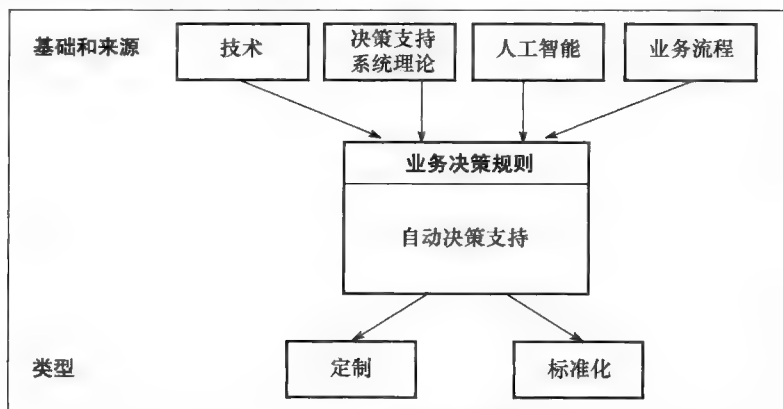 基础和来源
技术
决策支持
系统理论
人工智能
业务流程
业务决策规则
自动决策支持
类型
定制
标准化